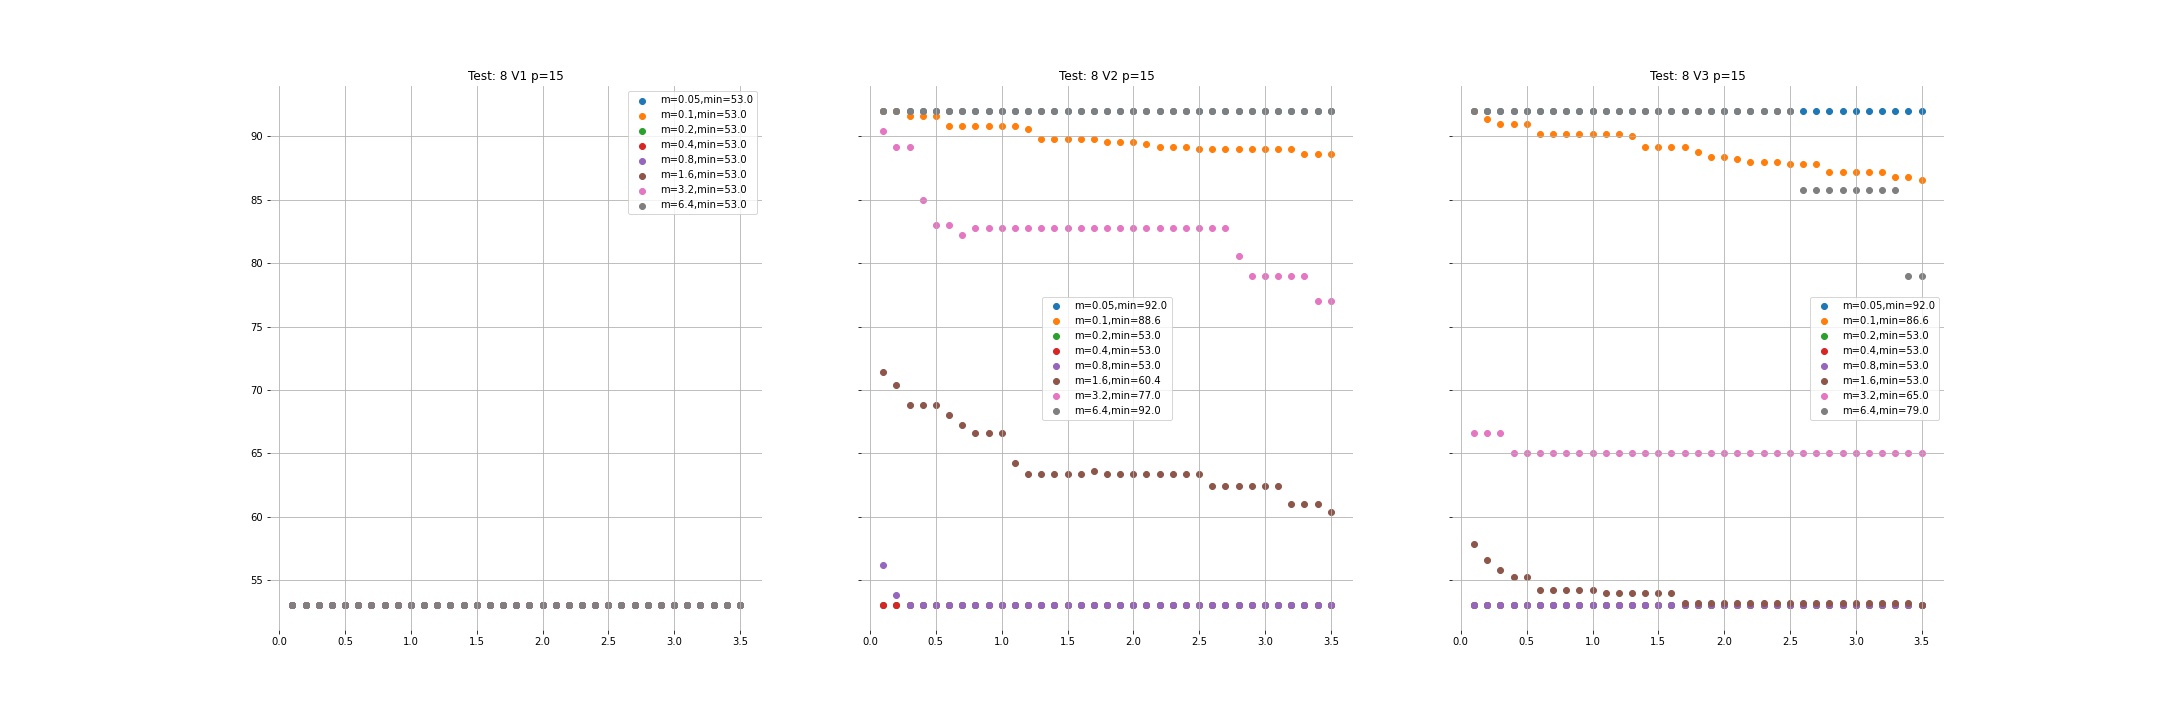 Test: 8 V1 p=15
m=0.05,min=53.0
m=0.1,min=53.0
m=0.2,min=53.0
m=0.4,min=53.0
m=0.8,min=53.0
m=1.6,min=53.0
m=3.2,min=53.0
m=6.4,min=53.0
90
85
80
75
70
65
60
55
0.0 0.5 1.0 1.5 2.0 2.5 3.0 3.5
Test: 8 V2 p=15
m=0.05,min=92.0
m=0.1,min=88.6
m=0.2,min=53.0
m=0.4,min=53.0
m=0.8,min=53.0
m=1.6,min=60.4
m=3.2,min=77.0
m=6.4,min=92.0
0.0 0.5 1.0 1.5 2.0 2.5 3.0 3.5
Test: 8 V3 p=15
m=0.05,min=92.0
m=0.1,min=86.6
m=0.2,min=53.0
m=0.4,min=53.0
m=0.8,min=53.0
m=1.6,min=53.0
m=3.2,min=65.0
m=6.4,min=79.0
0.0 0.5 1.0 1.5 2.0 2.5 3.0 3.5